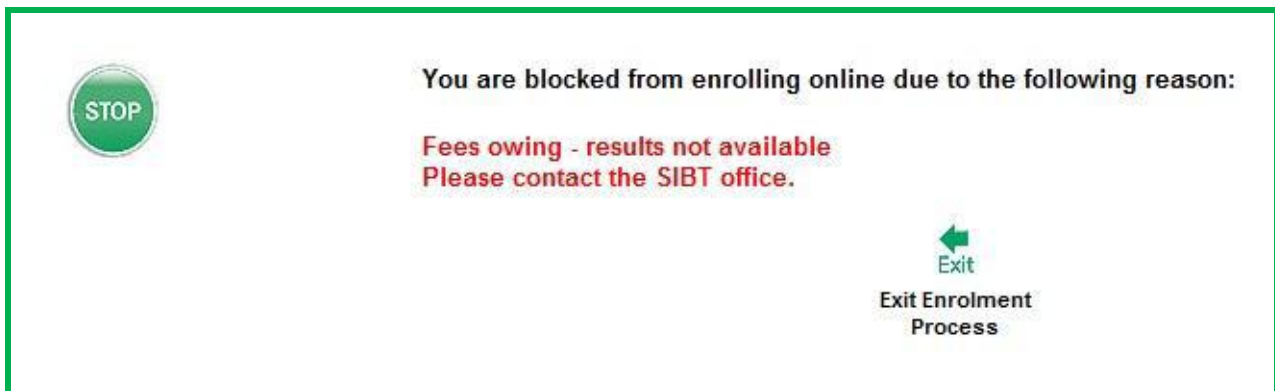 STOP
You are blocked from enrolling online due to the following reason:
Fees owing - results not available
Please contact the SIBT office.
Exit
Exit Enrolment
Process